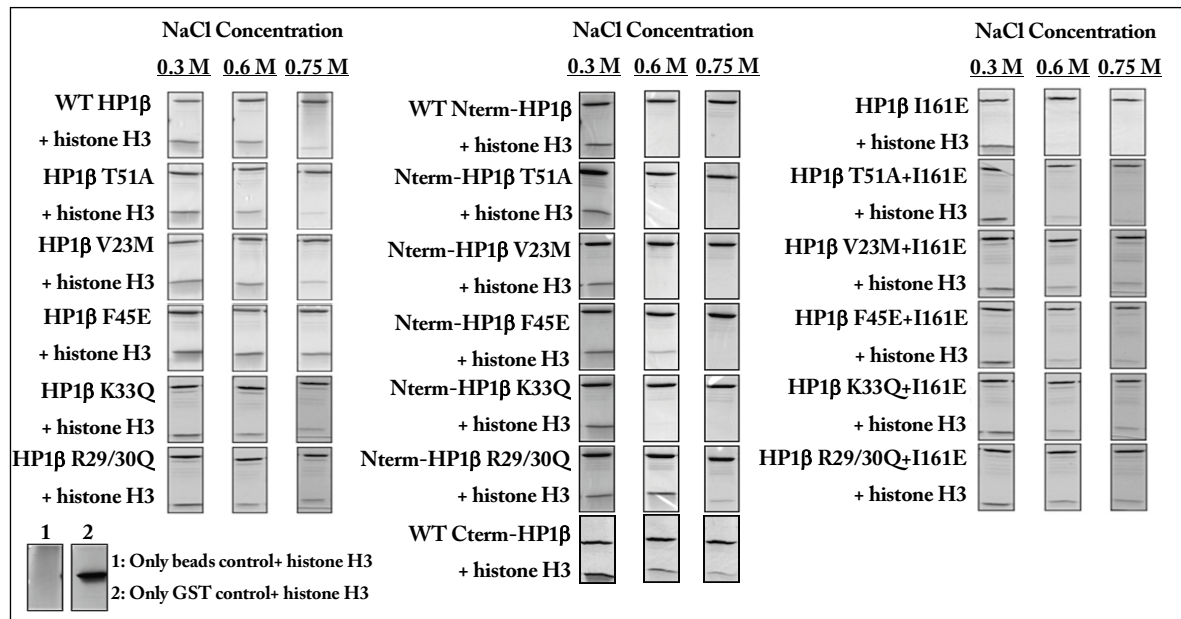 NaCl Concentration
0.3 M 0.6 M 0.75 M
WT HP1β
+ histone H3
HP1β T51A
+ histone H3
HP1β V23M
+ histone H3
HP1β F45E
+ histone H3
HP1β K33Q
+ histone H3
HP1β R29/30Q
+ histone H3
1 2
1: Only beads control+ histone H3
2: Only GST control+ histone H3
NaCl Concentration
0.3 M 0.6 M 0.75 M
WT Nterm-HP1β
+ histone H3
Nterm-HP1β T51A
+ histone H3
Nterm-HP1β V23M
+ histone H3
Nterm-HP1β F45E
+ histone H3
Nterm-HP1β K33Q
+ histone H3
Nterm-HP1β R29/30Q
+ histone H3
WT Cterm-HP1β
+ histone H3
NaCl Concentration
0.3 M 0.6 M 0.75 M
HP1β I161E
+ histone H3
HP1β T51A+I161E
+ histone H3
HP1β V23M+I161E
+ histone H3
HP1β F45E+I161E
+ histone H3
HP1β K33Q+I161E
+ histone H3
HP1β R29/30Q+I161E
+ histone H3